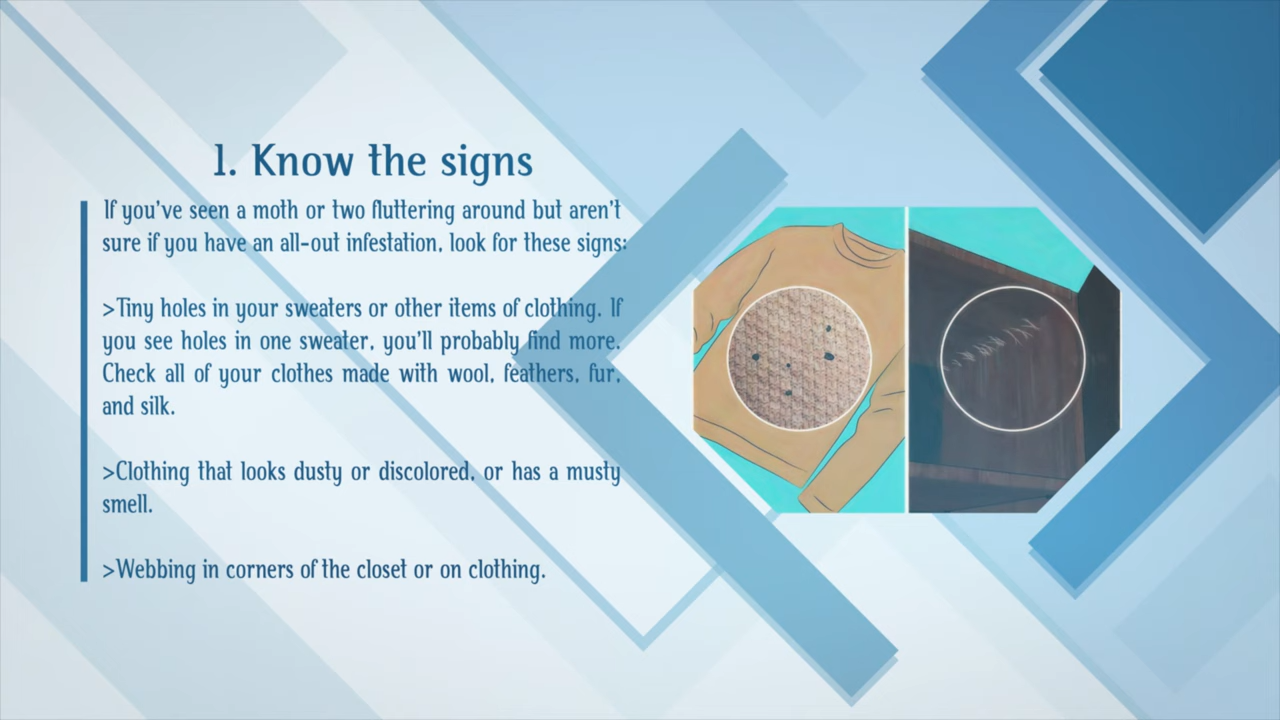 1. Know the signs
If you've seen a moth or two fluttering around but aren't
sure if you have an all-out infestation, look for these signs:
>Tiny holes in your sweaters or other items of clothing. If
you see holes in one sweater, you'll probably find more.
Check all of your clothes made with wool, feathers, fur,
and silk.
>Clothing that looks dusty or discolored, or has a musty
smell.
>Webbing in corners of the closet or on clothing.